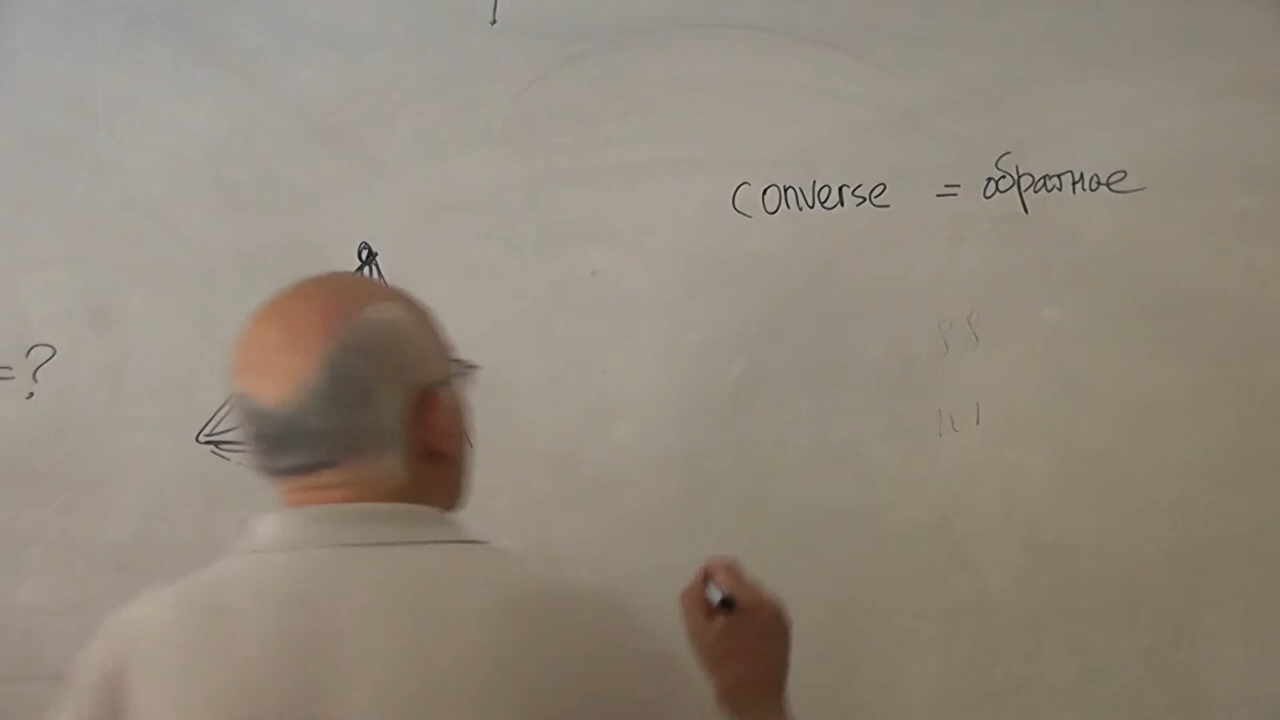 converse = обратное
= ?